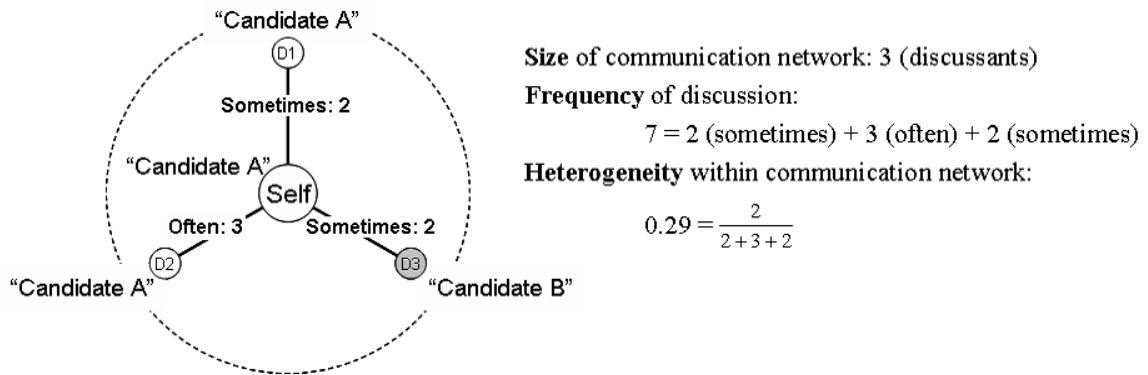 “Candidate A”
D1
Sometimes: 2
“Candidate A”
Self
Often: 3
Sometimes: 2
D2
D3
“Candidate A”
“Candidate B”
Size of communication network: 3 (discussants)
Frequency of discussion:
7 = 2 (sometimes) + 3 (often) + 2 (sometimes)
Heterogeneity within communication network:
0.29 = 2 / 2+3+2